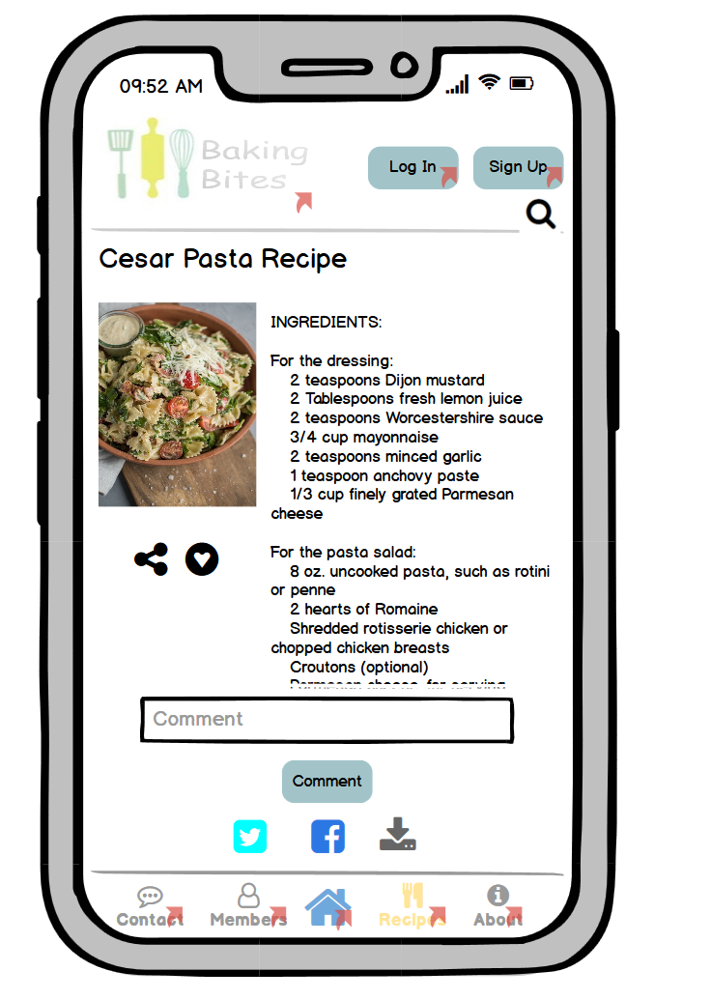 09:52 AM
Baking
Bites
Log In
Sign Up
Cesar Pasta Recipe
INGREDIENTS:
For the dressing:
2 teaspoons Dijon mustard
2 Tablespoons fresh lemon juice
2 teaspoons Worcestershire sauce
3/4 cup mayonnaise
2 teaspoons minced garlic
1 teaspoon anchovy paste
1/3 cup finely grated Parmesan
cheese
For the pasta salad:
8 oz. uncooked pasta, such as rotini
or penne
2 hearts of Romaine
Shredded rotisserie chicken or
chopped chicken breasts
Croutons (optional)
Parmesan cheese, for serving
Comment
Comment
Contact
Members
Recipes
About